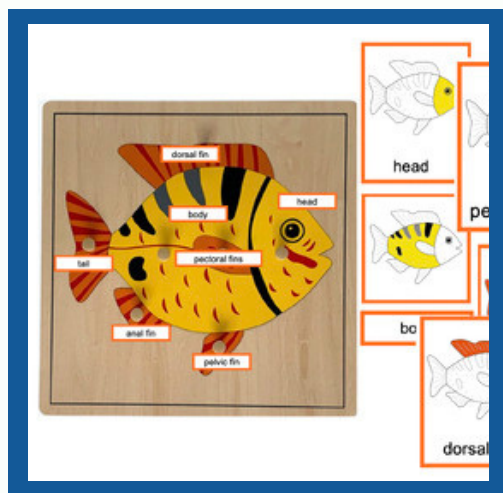 dorsal fin
head
body
pectoral fins
tail
anal fin
pelvic fin
head
pe
bo
dorsal